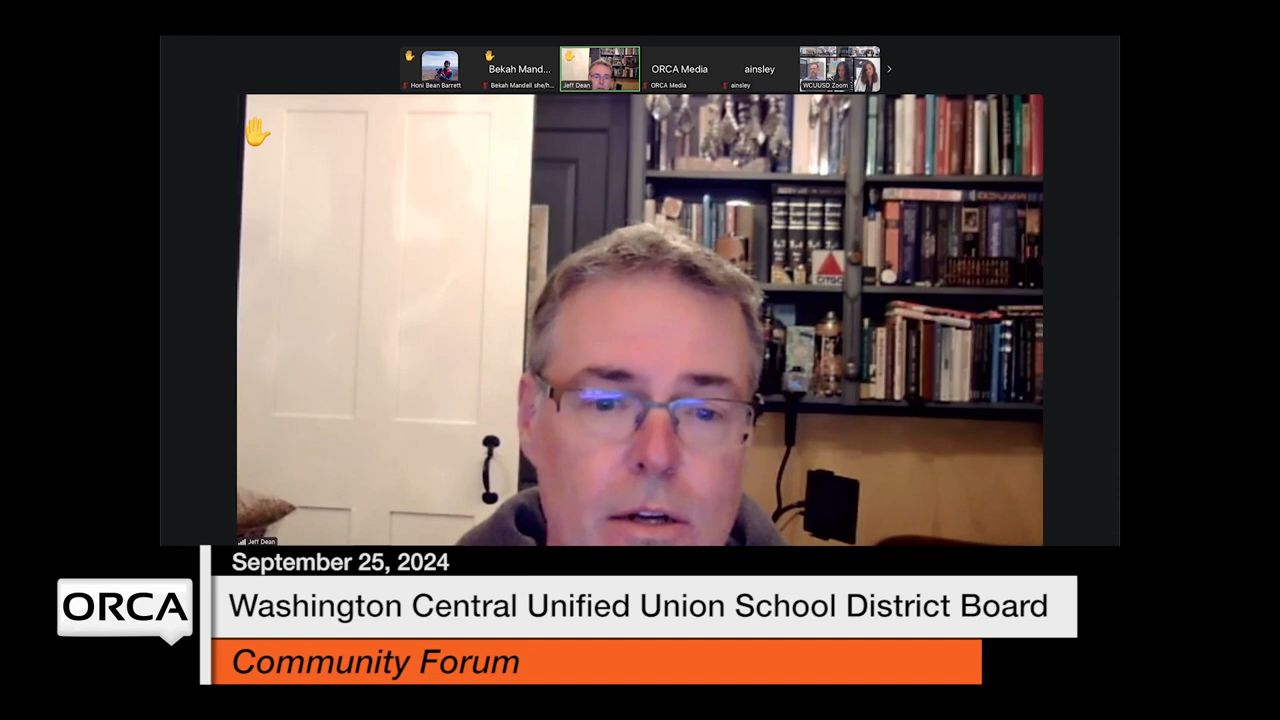 Bekah Mand...
ORCA Media
ainsley
Honi Bean Barrett
Bekah Mandell she/h...
Jeff Dean
ORCA Media
ainsley
WCUUSD Zoom
CITGO
Jeff Dean
September 25, 2024
ORCA
Washington Central Unified Union School District Board
Community Forum